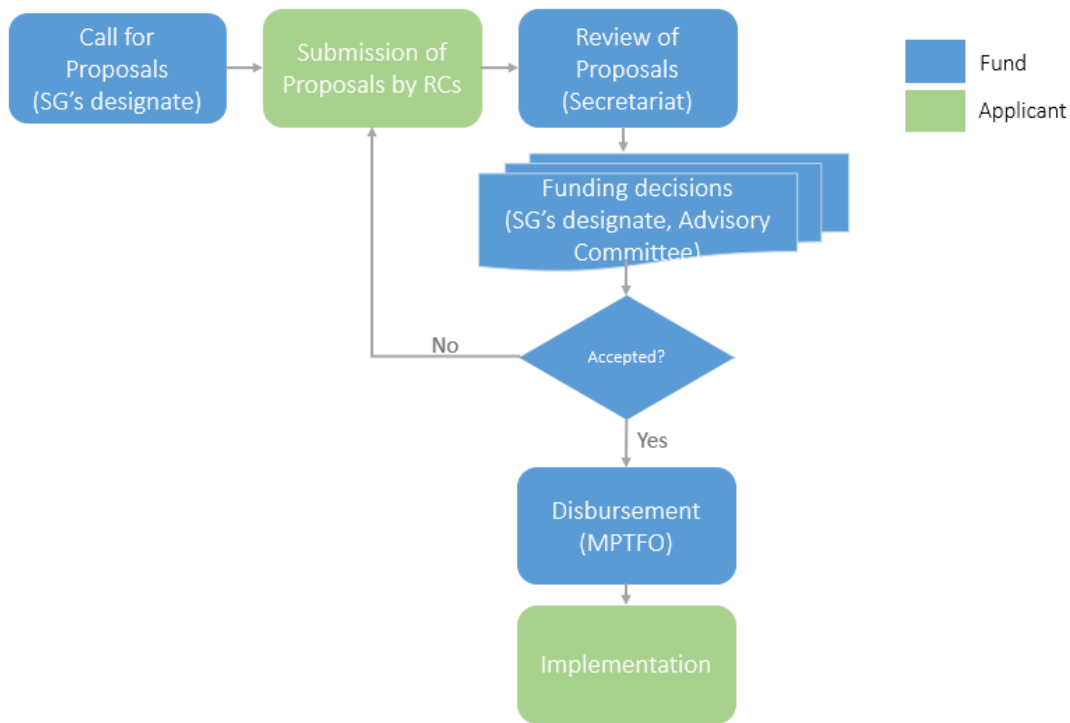 Call for
Proposals
(SG's designate)
Submission of
Proposals by RCs
Review of
Proposals
(Secretariat)
Fund
Applicant
Funding decisions
(SG's designate, Advisory
Committee)
No
Accepted?
Yes
Disbursement
(MPTFO)
Implementation